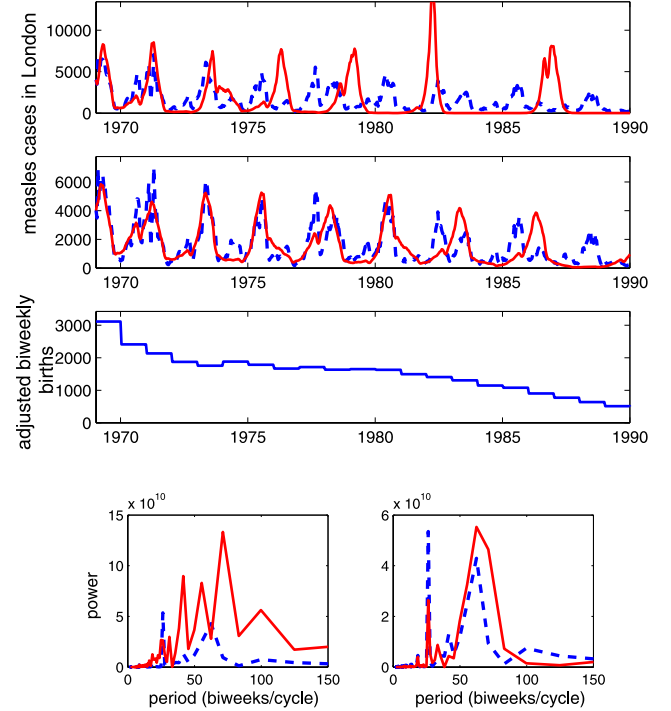 10000
5000
0
1970 1975 1980 1985 1990
measles cases in London
6000
4000
2000
0
1970 1975 1980 1985 1990
3000
2000
1000
0
adjusted biweekly
births
1970 1975 1980 1985 1990
x 10^10
15
10
5
0
power
0 50 100 150
period (biweeks/cycle)
x 10^10
6
4
2
0
0 50 100 150
period (biweeks/cycle)